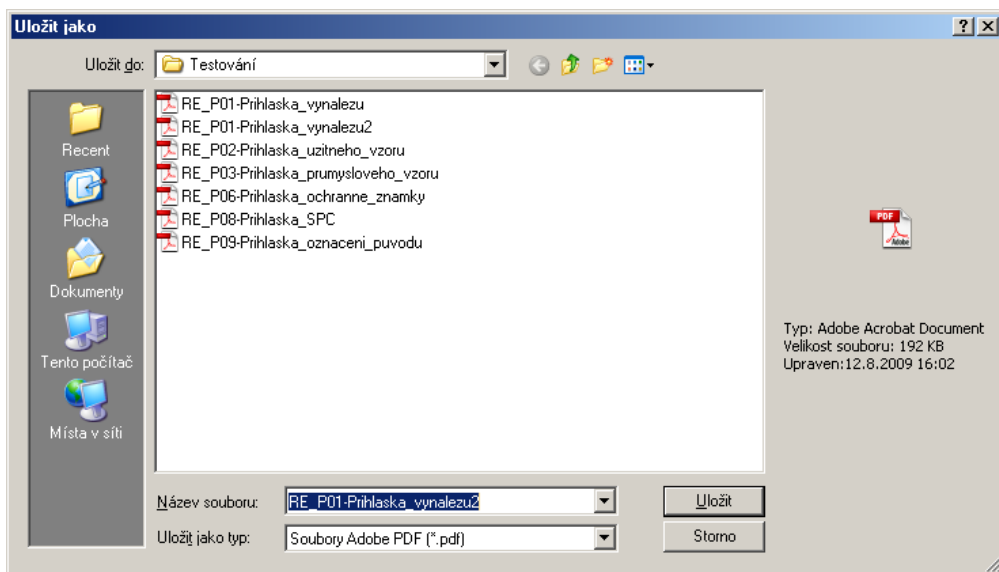 Uložit jako
Uložit do:
Testování
RE_P01-Prihlaska_vynalezu
RE_P01-Prihlaska_vynalezu2
RE_P02-Prihlaska_uzitneho_vzoru
RE_P03-Prihlaska_prumysloveho_vzoru
RE_P06-Prihlaska_ochranne_znamky
RE_P08-Prihlaska_SPC
RE_P09-Prihlaska_oznaceni_puvodu
Recent
Plocha
Dokumenty
Tento počítač
Místa v síti
PDF
Adobe
Typ: Adobe Acrobat Document
Velikost souboru: 192 KB
Upraven:12.8.2009 16:02
Název souboru:
RE_P01-Prihlaska_vynalezu2
Uložit
Uložit jako typ:
Soubory Adobe PDF (*.pdf)
Storno